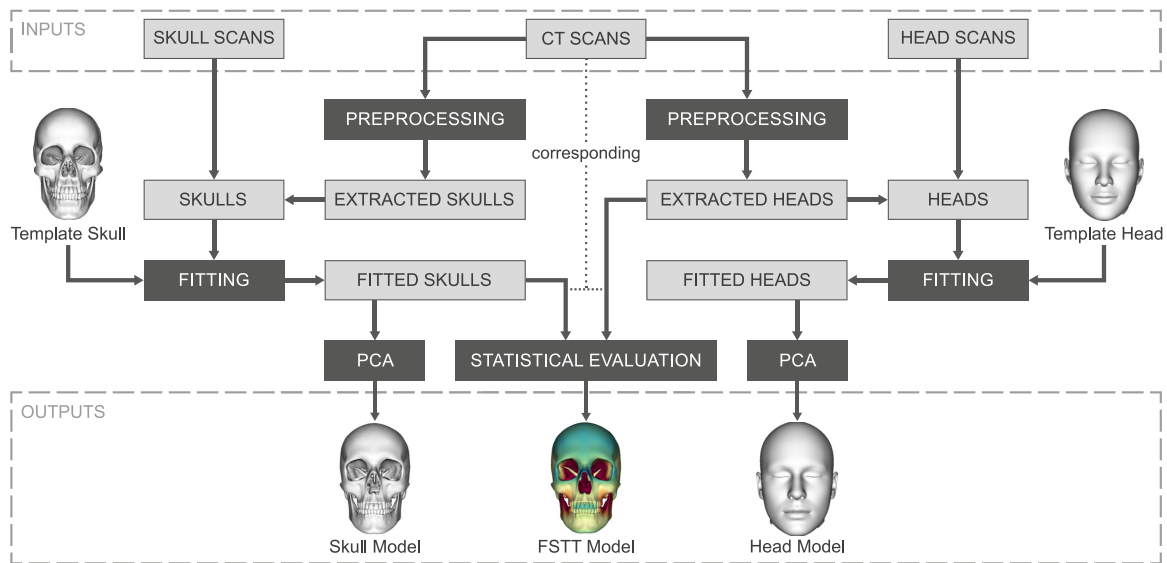 INPUTS
SKULL SCANS
CT SCANS
HEAD SCANS
PREPROCESSING
PREPROCESSING
corresponding
SKULLS
EXTRACTED SKULLS
EXTRACTED HEADS
HEADS
Template Skull
Template Head
FITTING
FITTED SKULLS
FITTED HEADS
FITTING
PCA
STATISTICAL EVALUATION
PCA
OUTPUTS
Skull Model
FSTT Model
Head Model